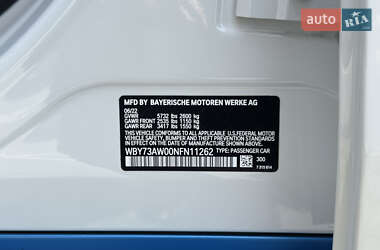 auto RIA.com
MFD BY BAYERISCHE MOTOREN WERKE AG
06/22
GVWR 5732 lbs 2600 kg
GAWR FRONT 2535 lbs 1150 kg
GAWR REAR 3417 lbs 1550 kg
THIS VEHICLE CONFORMS TO ALL APPLICABLE FEDERAL MOTOR
VEHICLE SAFETY, BUMPER AND THEFT PREVENTION STANDARDS
IN EFFECT ON THE DATE OF MANUFACTURE SHOWN ABOVE.
WBY73AW00NFN11262 TYPE: PASSENGER CAR
300